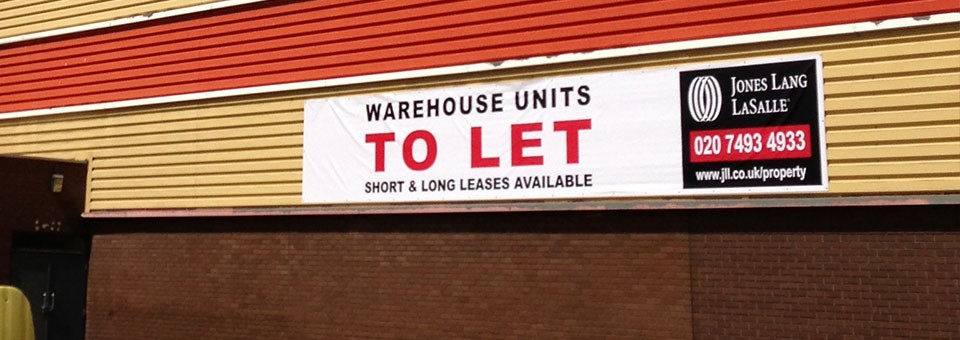 WAREHOUSE UNITS
TO LET
SHORT & LONG LEASES AVAILABLE
JONES LANG
LASALLE®
020 7493 4933
www.jll.co.uk/property